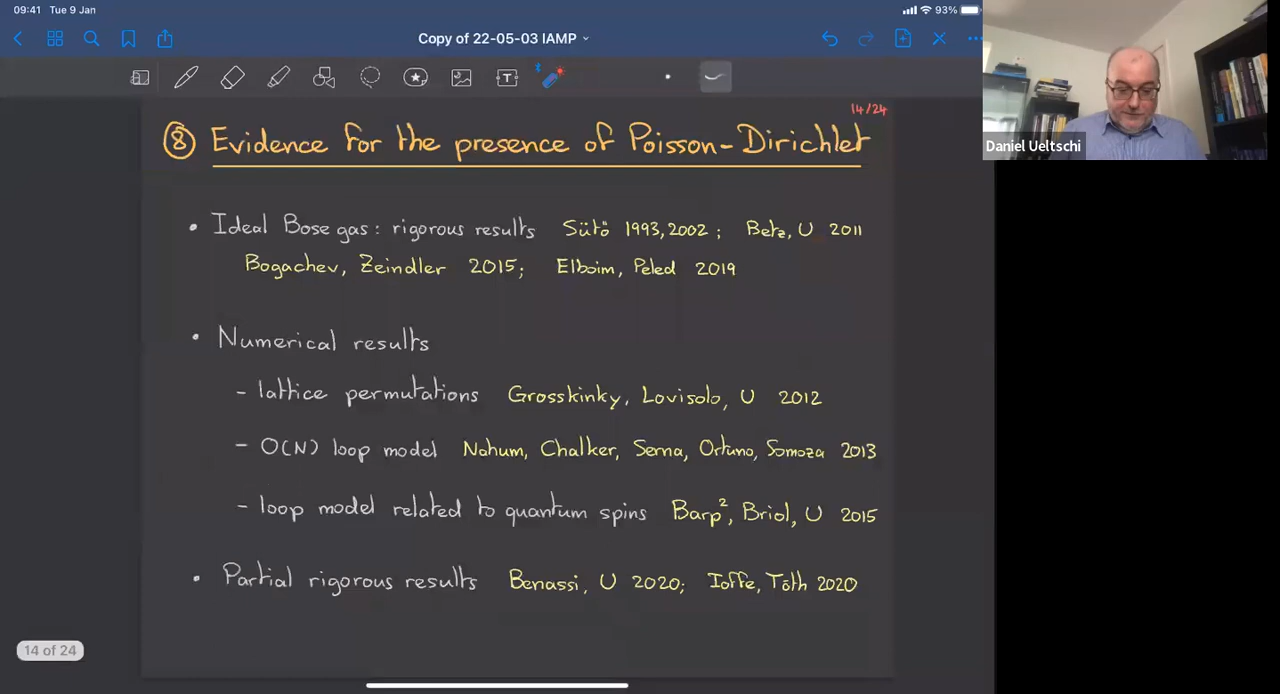 09:41 Tue 9 Jan
93%
Copy of 22-05-03 IAMP
14/24
⑧ Evidence for the presence of Poisson-Dirichlet
• Ideal Bose gas: rigorous results Sütö 1993, 2002; Betz, U 2011
Bogachev, Zeindler 2015; Elboim, Peled 2019
• Numerical results
- lattice permutations Grosskinky, Lovisolo, U 2012
- O(N) loop model Nahum, Chalker, Serna, Ortuno, Somoza 2013
- loop model related to quantum spins Barp², Briol, U 2015
• Partial rigorous results Benassi, U 2020; Ioffe, Tóth 2020
14 of 24
Daniel Ueltschi